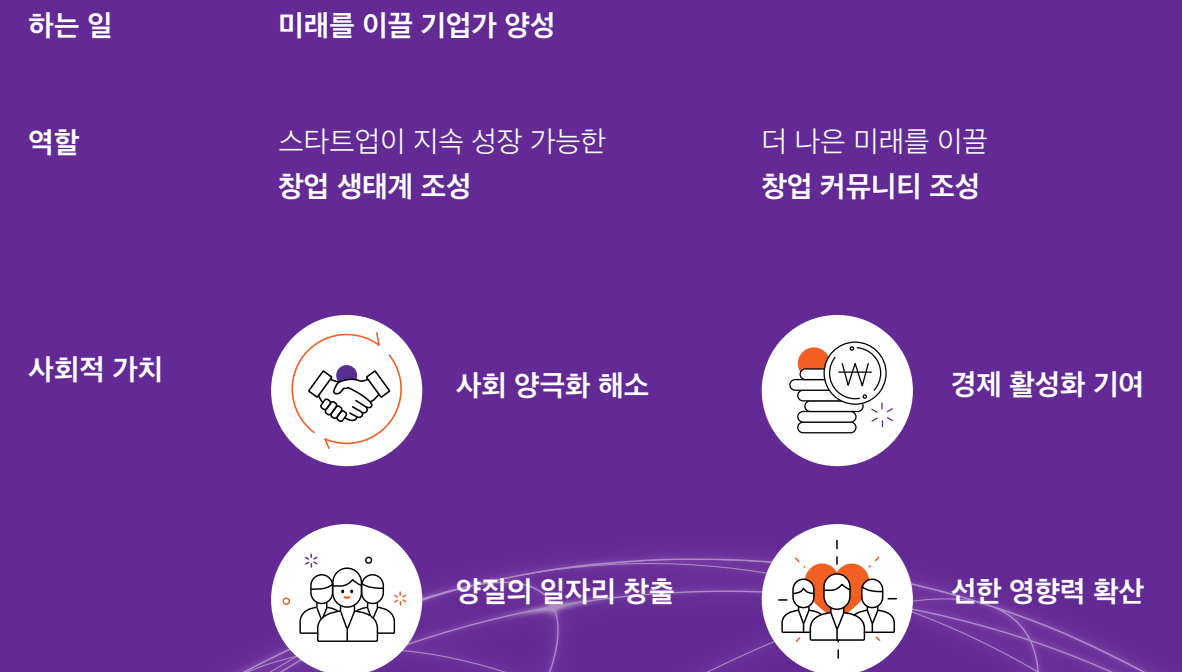 하는 일
미래를 이끌 기업가 양성
역할
스타트업이 지속 성장 가능한
창업 생태계 조성
더 나은 미래를 이끌
창업 커뮤니티 조성
사회적 가치
사회 양극화 해소
경제 활성화 기여
양질의 일자리 창출
선한 영향력 확산